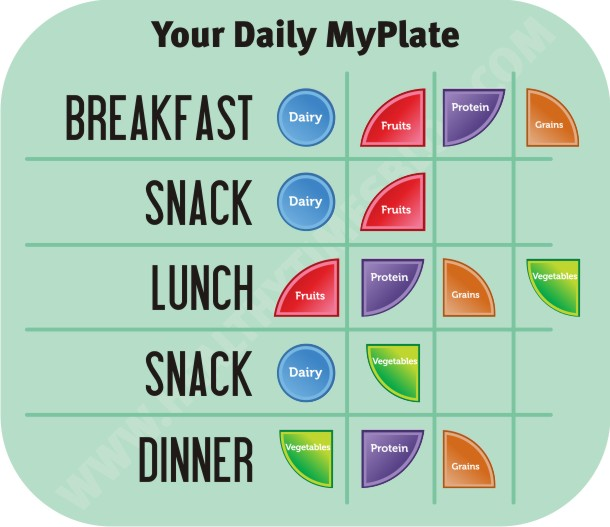 Your Daily MyPlate
BREAKFAST Dairy Fruits Protein Grains
SNACK Dairy Fruits
LUNCH Fruits Protein Grains Vegetables
SNACK Dairy Vegetables
DINNER Vegetables Protein Grains